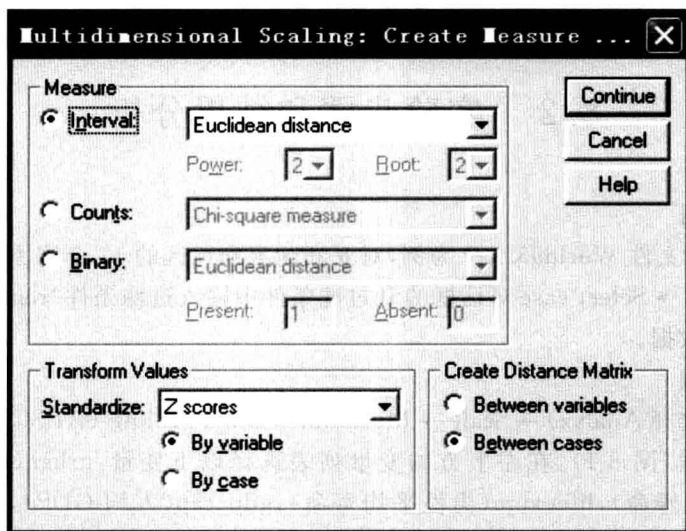 Multidimensional Scaling: Create Measure ...
Measure
Interval:
Euclidean distance
Power: 2 Root: 2
Counts:
Chi-square measure
Binary:
Euclidean distance
Present: 1 Absent: 0
Continue
Cancel
Help
Transform Values
Standardize: Z scores
By variable
By case
Create Distance Matrix
Between variables
Between cases